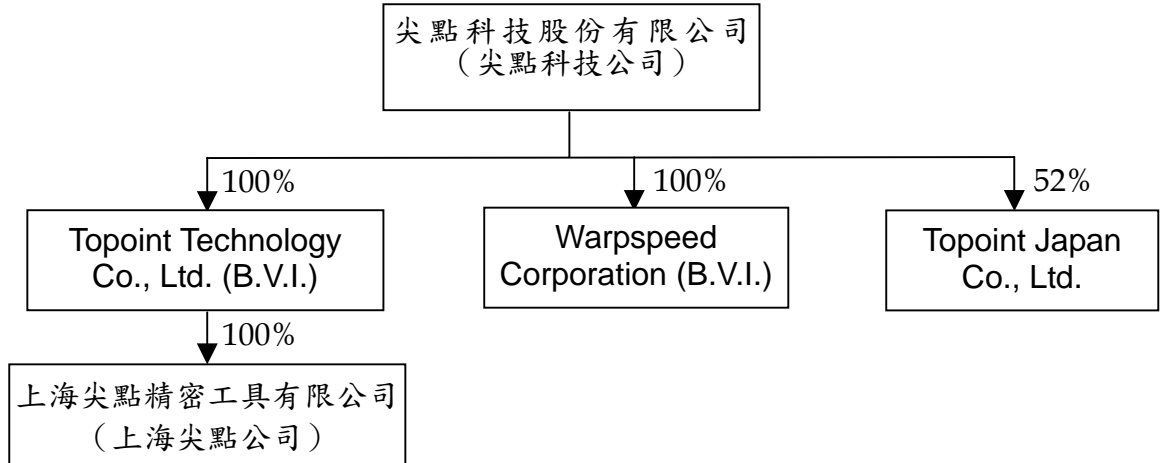 尖點科技股份有限公司
（尖點科技公司）
100%
100%
52%
Topoint Technology
Co., Ltd. (B.V.I.)
Warpspeed
Corporation (B.V.I.)
Topoint Japan
Co., Ltd.
100%
上海尖點精密工具有限公司
（上海尖點公司）